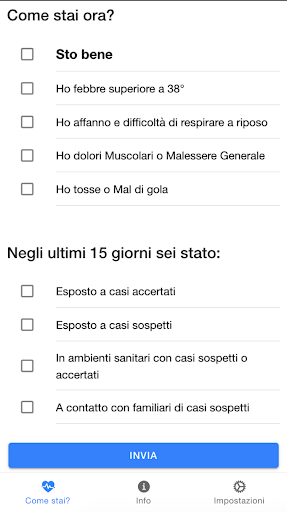 Come stai ora?
Sto bene
Ho febbre superiore a 38°
Ho affanno e difficoltà di respirare a riposo
Ho dolori Muscolari o Malessere Generale
Ho tosse o Mal di gola
Negli ultimi 15 giorni sei stato:
Esposto a casi accertati
Esposto a casi sospetti
In ambienti sanitari con casi sospetti o
accertati
A contatto con familiari di casi sospetti
INVIA
Come stai?
Info
Impostazioni